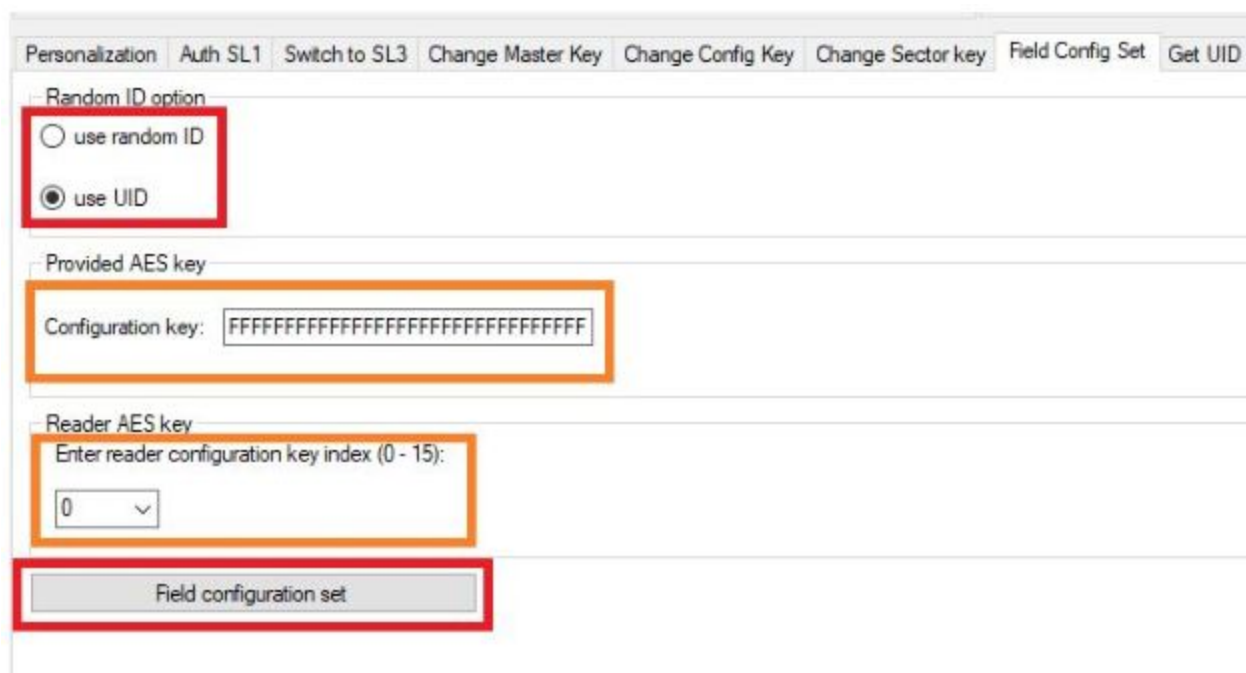 Personalization Auth SL1 Switch to SL3 Change Master Key Change Config Key Change Sector key Field Config Set Get UID
Random ID option
use random ID
use UID
Provided AES key
Configuration key: FFFFFFFFFFFFFFFFFFFFFFFFFFFFFFFF
Reader AES key
Enter reader configuration key index (0 - 15):
0
Field configuration set